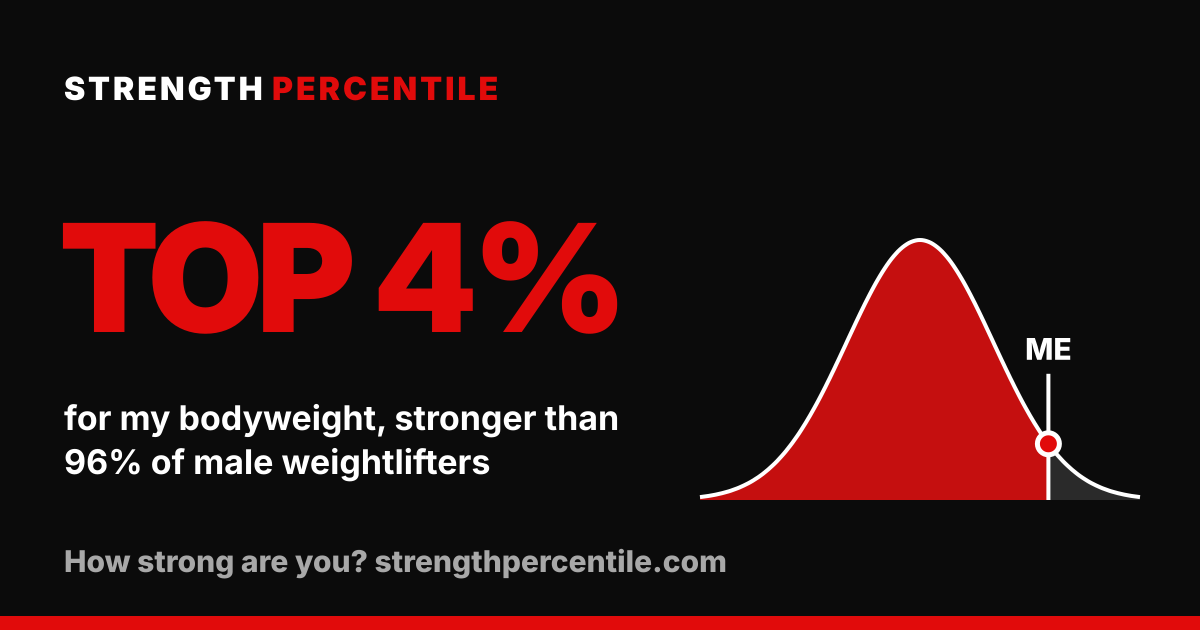 STRENGTH PERCENTILE
TOP 4%
ME
for my bodyweight, stronger than
96% of male weightlifters
How strong are you? strengthpercentile.com